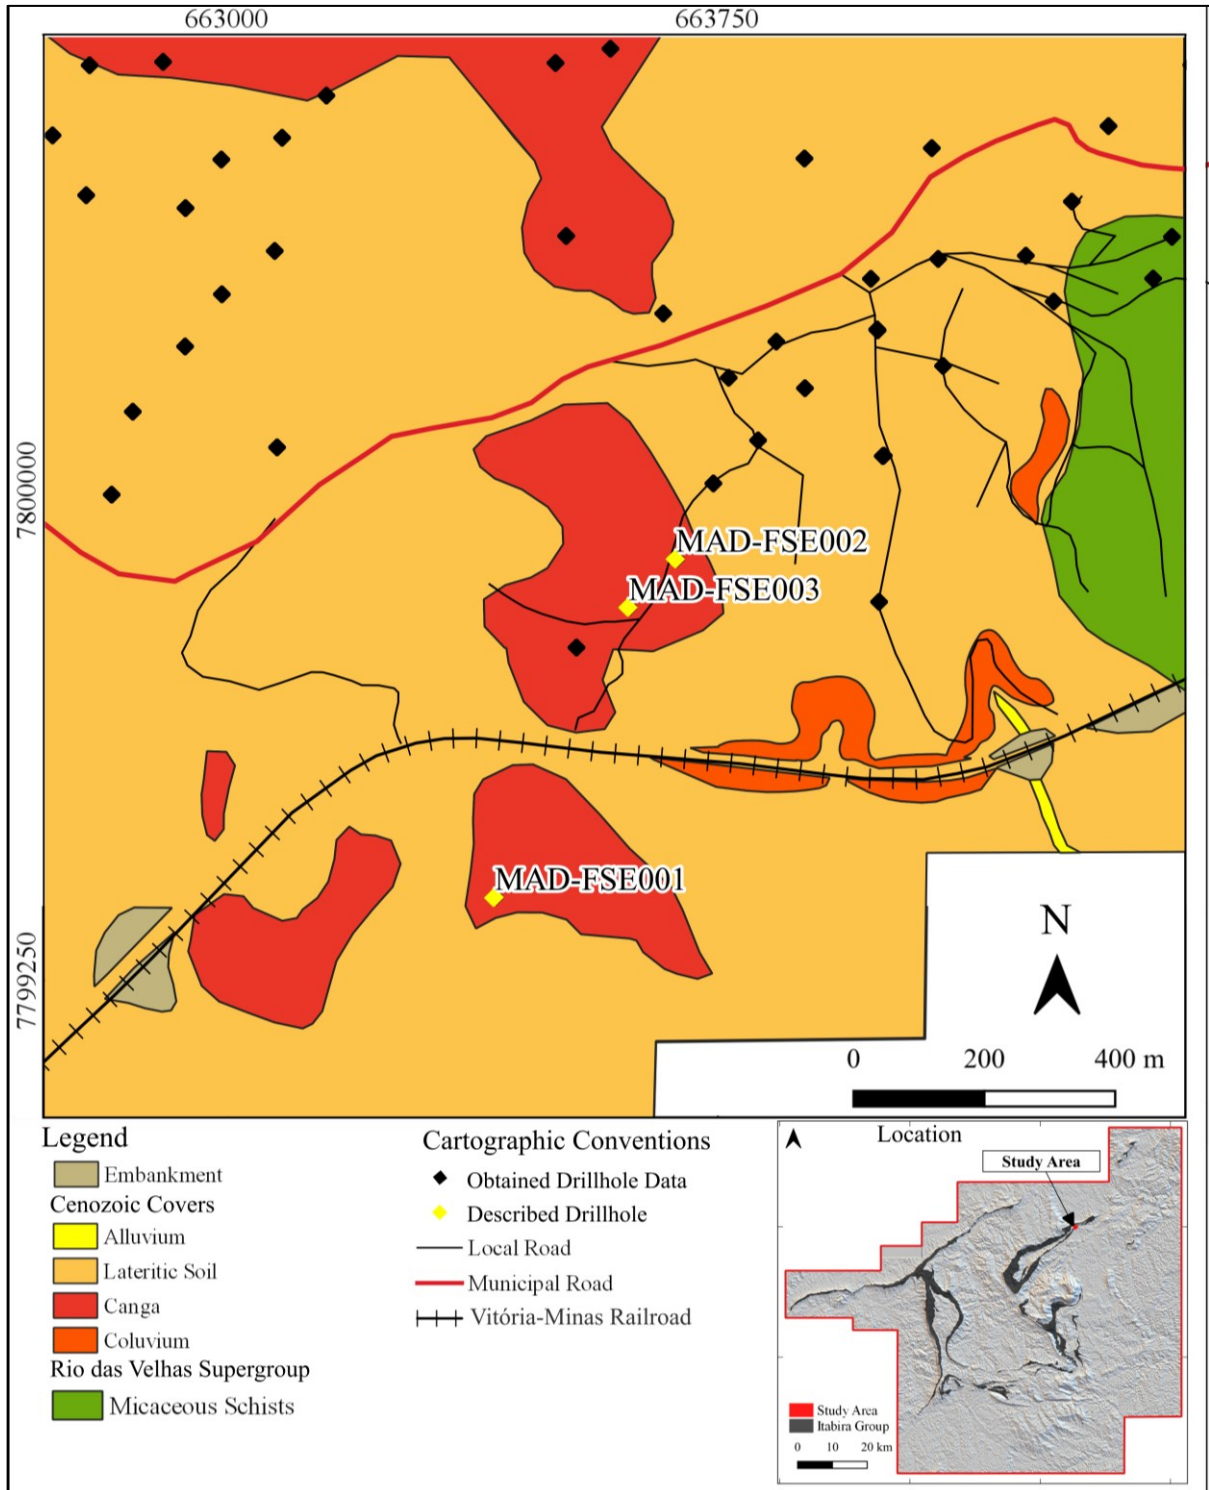 663000
663750
7800000
7799250
MAD-FSE002
MAD-FSE003
MAD-FSE001
N
0 200 400 m
Legend
Embankment
Cenozoic Covers
Alluvium
Lateritic Soil
Canga
Coluvium
Rio das Velhas Supergroup
Micaceous Schists
Cartographic Conventions
Obtained Drillhole Data
Described Drillhole
Local Road
Municipal Road
Vitória-Minas Railroad
Location
Study Area
Study Area
Itabira Group
0 10 20 km